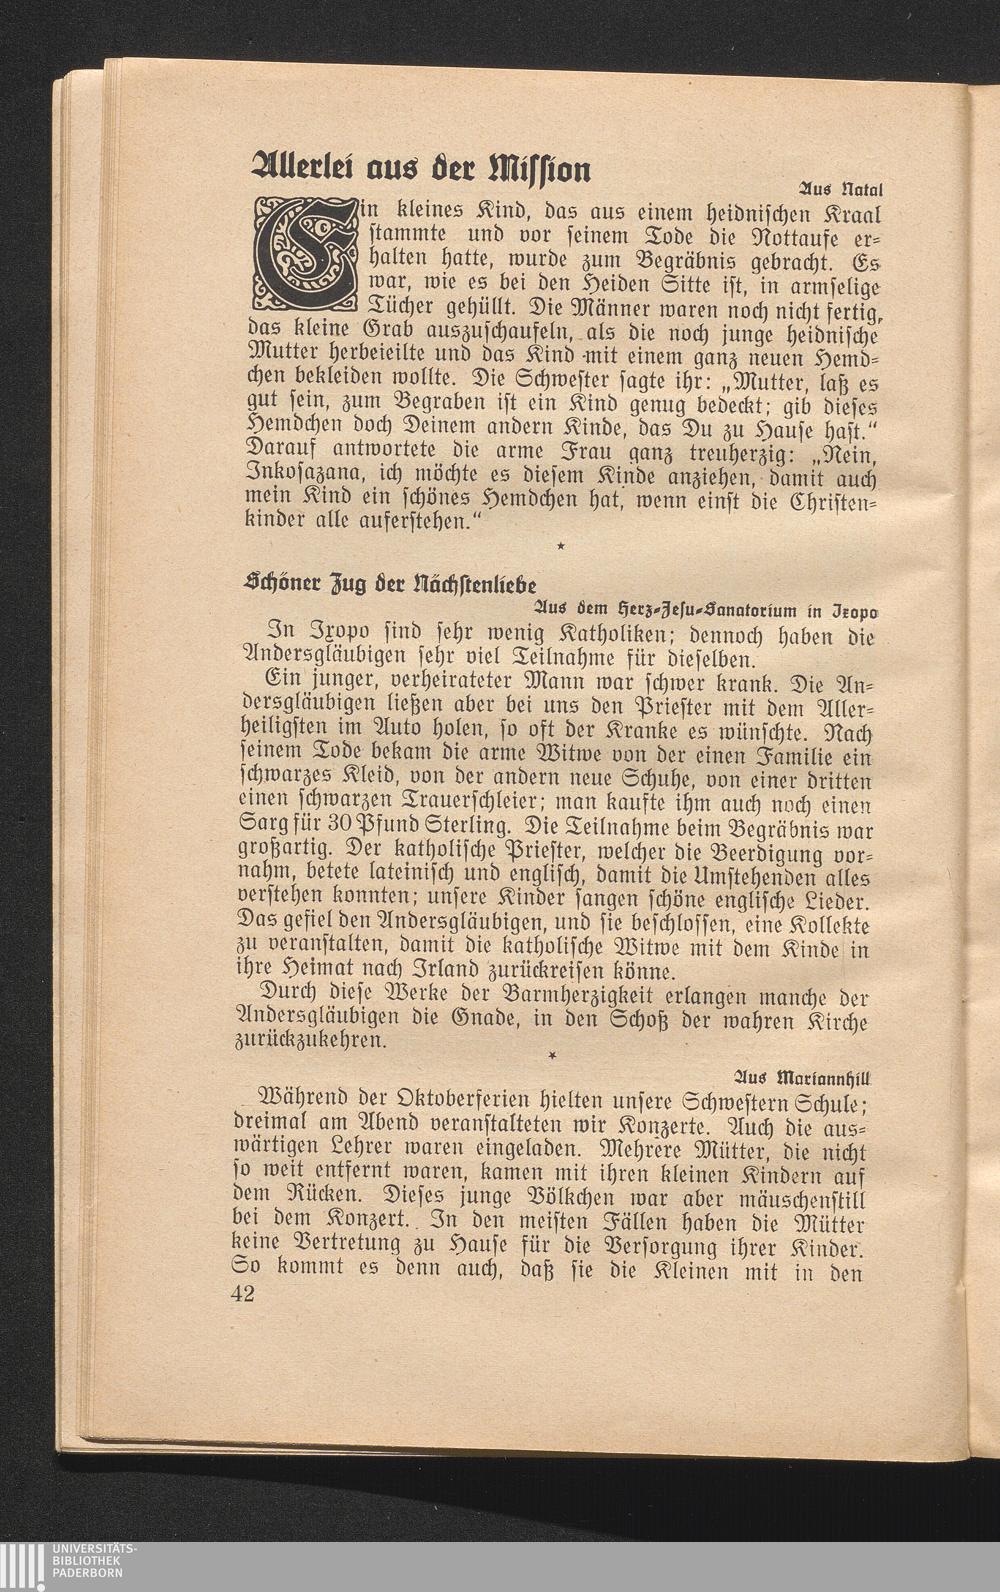 Allerlei aus der Mission
Aus Natal
Ein kleines Kind, das aus einem heidnischen Kraal
stammte und vor seinem Tode die Nottaufe er-
halten hatte, wurde zum Begräbnis gebracht. Es
war, wie es bei den Heiden Sitte ist, in armselige
Tücher gehüllt. Die Männer waren noch nicht fertig,
das kleine Grab auszuschaufeln, als die noch junge heidnische
Mutter herbeieilte und das Kind mit einem ganz neuen Hemd-
chen bekleiden wollte. Die Schwester sagte ihr: „Mutter, laß es
gut sein, zum Begraben ist ein Kind genug bedeckt; gib dieses
Hemdchen doch Deinem andern Kinde, das Du zu Hause hast.“
Darauf antwortete die arme Frau ganz treuherzig: „Nein,
Inkosazana, ich möchte es diesem Kinde anziehen, damit auch
mein Kind ein schönes Hemdchen hat, wenn einst die Christen-
kinder alle auferstehen.“
*
Schöner Zug der Nächstenliebe
Aus dem Herz-Jesu-Sanatorium in Ixopo
In Ixopo sind sehr wenig Katholiken; dennoch haben die
Andersgläubigen sehr viel Teilnahme für dieselben.
Ein junger, verheirateter Mann war schwer krank. Die An-
dersgläubigen ließen aber bei uns den Priester mit dem Aller-
heiligsten im Auto holen, so oft der Kranke es wünschte. Nach
seinem Tode bekam die arme Witwe von der einen Familie ein
schwarzes Kleid, von der andern neue Schuhe, von einer dritten
einen schwarzen Trauerschleier; man kaufte ihm auch noch einen
Sarg für 30 Pfund Sterling. Die Teilnahme beim Begräbnis war
großartig. Der katholische Priester, welcher die Beerdigung vor-
nahm, betete lateinisch und englisch, damit die Umstehenden alles
verstehen konnten; unsere Kinder sangen schöne englische Lieder.
Das gefiel den Andersgläubigen, und sie beschlossen, eine Kollekte
zu veranstalten, damit die katholische Witwe mit dem Kinde in
ihre Heimat nach Irland zurückreisen könne.
Durch diese Werke der Barmherzigkeit erlangen manche der
Andersgläubigen die Gnade, in den Schoß der wahren Kirche
zurückzukehren.
*
Aus Mariannhill
Während der Oktoberferien hielten unsere Schwestern Schule;
dreimal am Abend veranstalteten wir Konzerte. Auch die aus-
wärtigen Lehrer waren eingeladen. Mehrere Mütter, die nicht
so weit entfernt waren, kamen mit ihren kleinen Kindern auf
dem Rücken. Dieses junge Völkchen war aber mäuschenstill
bei dem Konzert. In den meisten Fällen haben die Mütter
keine Vertretung zu Hause für die Versorgung ihrer Kinder.
So kommt es denn auch, daß sie die Kleinen mit in den
42
UNIVERSITÄTS-
BIBLIOTHEK
PADERBORN